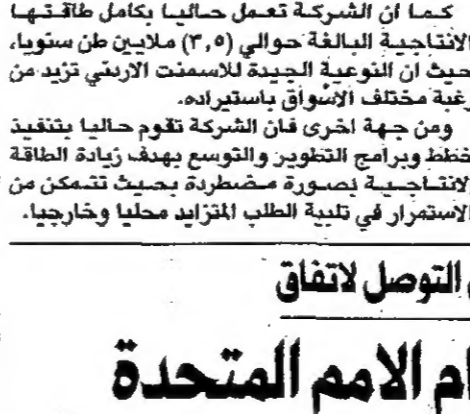 كما ان الشركة تعمل حاليا بكامل طاقتها
الانتاجية البالغة حوالي (٣,٥) ملايين طن سنويا،
حيث ان النوعية الجيدة للاسمنت الاردني تزيد من
رغبة مختلف الاسواق باستيراده.
ومن جهة اخرى فان الشركة تقوم حاليا بتنفيذ
خطط وبرامج التطوير والتوسع بهدف زيادة الطاقة
الانتاجية بصورة مضطردة بحيث تتمكن من
الاستمرار في تلبية الطلب المتزايد محليا وخارجيا.
التوصل لاتفاق
الامم المتحدة